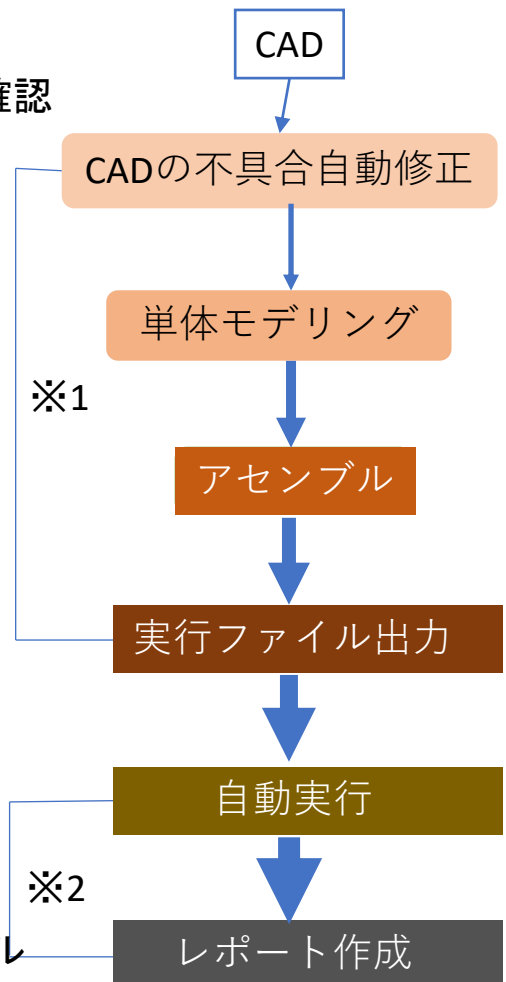 CAD
確認
CADの不具合自動修正
単体モデリング
※1
アセンブル
実行ファイル出力
自動実行
※2
ル
レポート作成